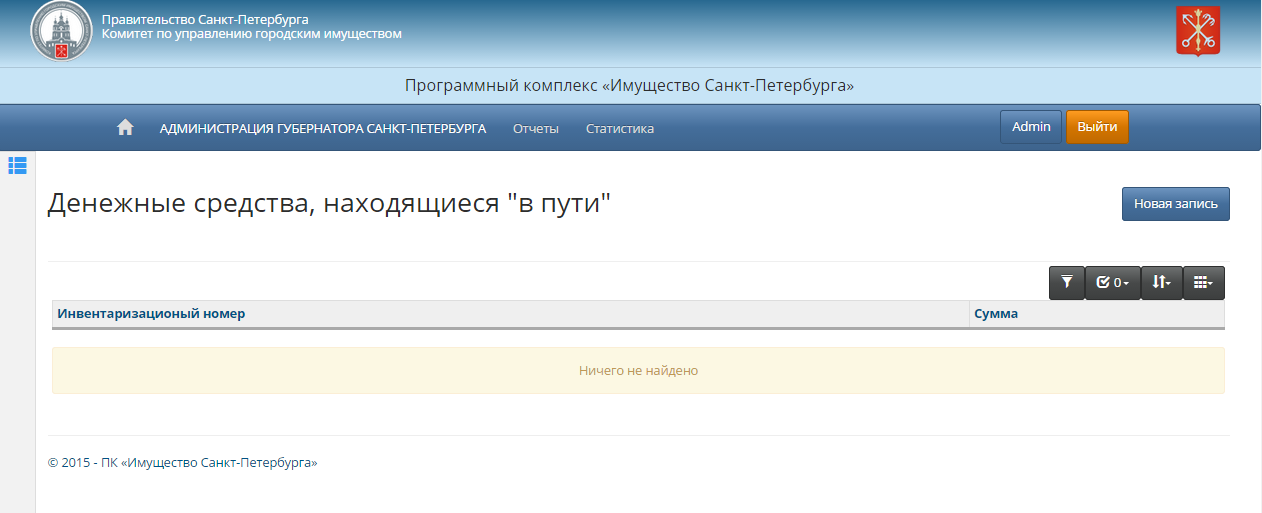 Правительство Санкт-Петербурга
Комитет по управлению городским имуществом
Программный комплекс «Имущество Санкт-Петербурга»
АДМИНИСТРАЦИЯ ГУБЕРНАТОРА САНКТ-ПЕТЕРБУРГА Отчеты Статистика Admin Выйти
Денежные средства, находящиеся "в пути" Новая запись
0
Инвентаризационый номер Сумма
Ничего не найдено
© 2015 - ПК «Имущество Санкт-Петербурга»